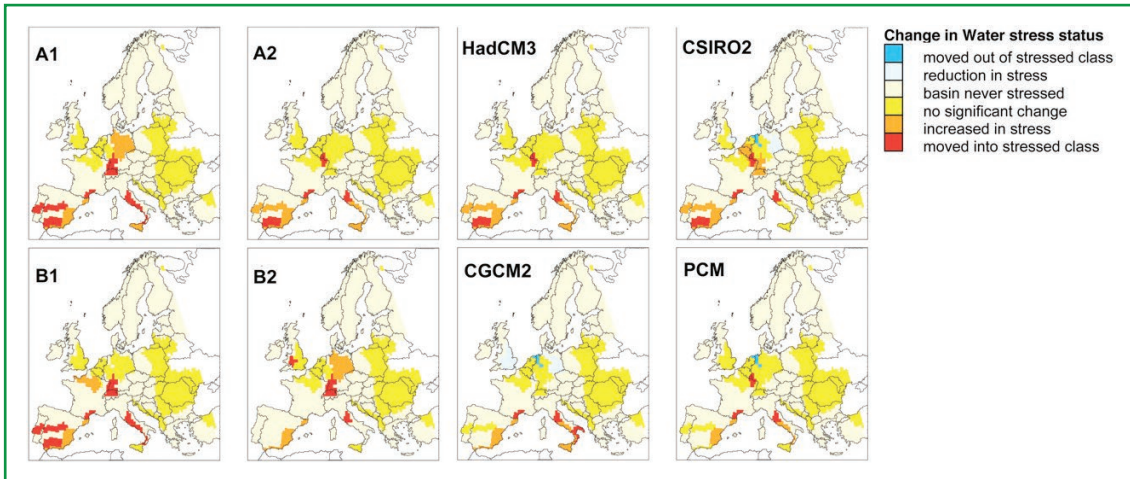 A1
A2
HadCM3
CSIRO2
Change in Water stress status
moved out of stressed class
reduction in stress
basin never stressed
no significant change
increased in stress
moved into stressed class
B1
B2
CGCM2
PCM